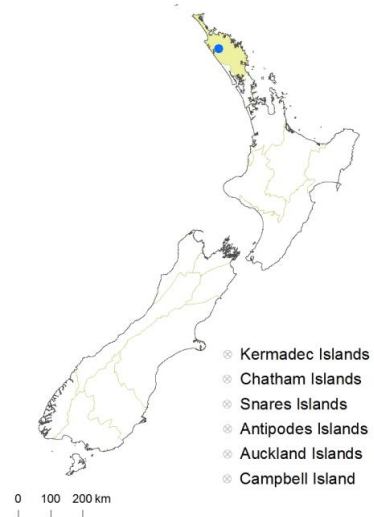 Kermadec Islands
Chatham Islands
Snares Islands
Antipodes Islands
Auckland Islands
Campbell Island
0 100 200 km